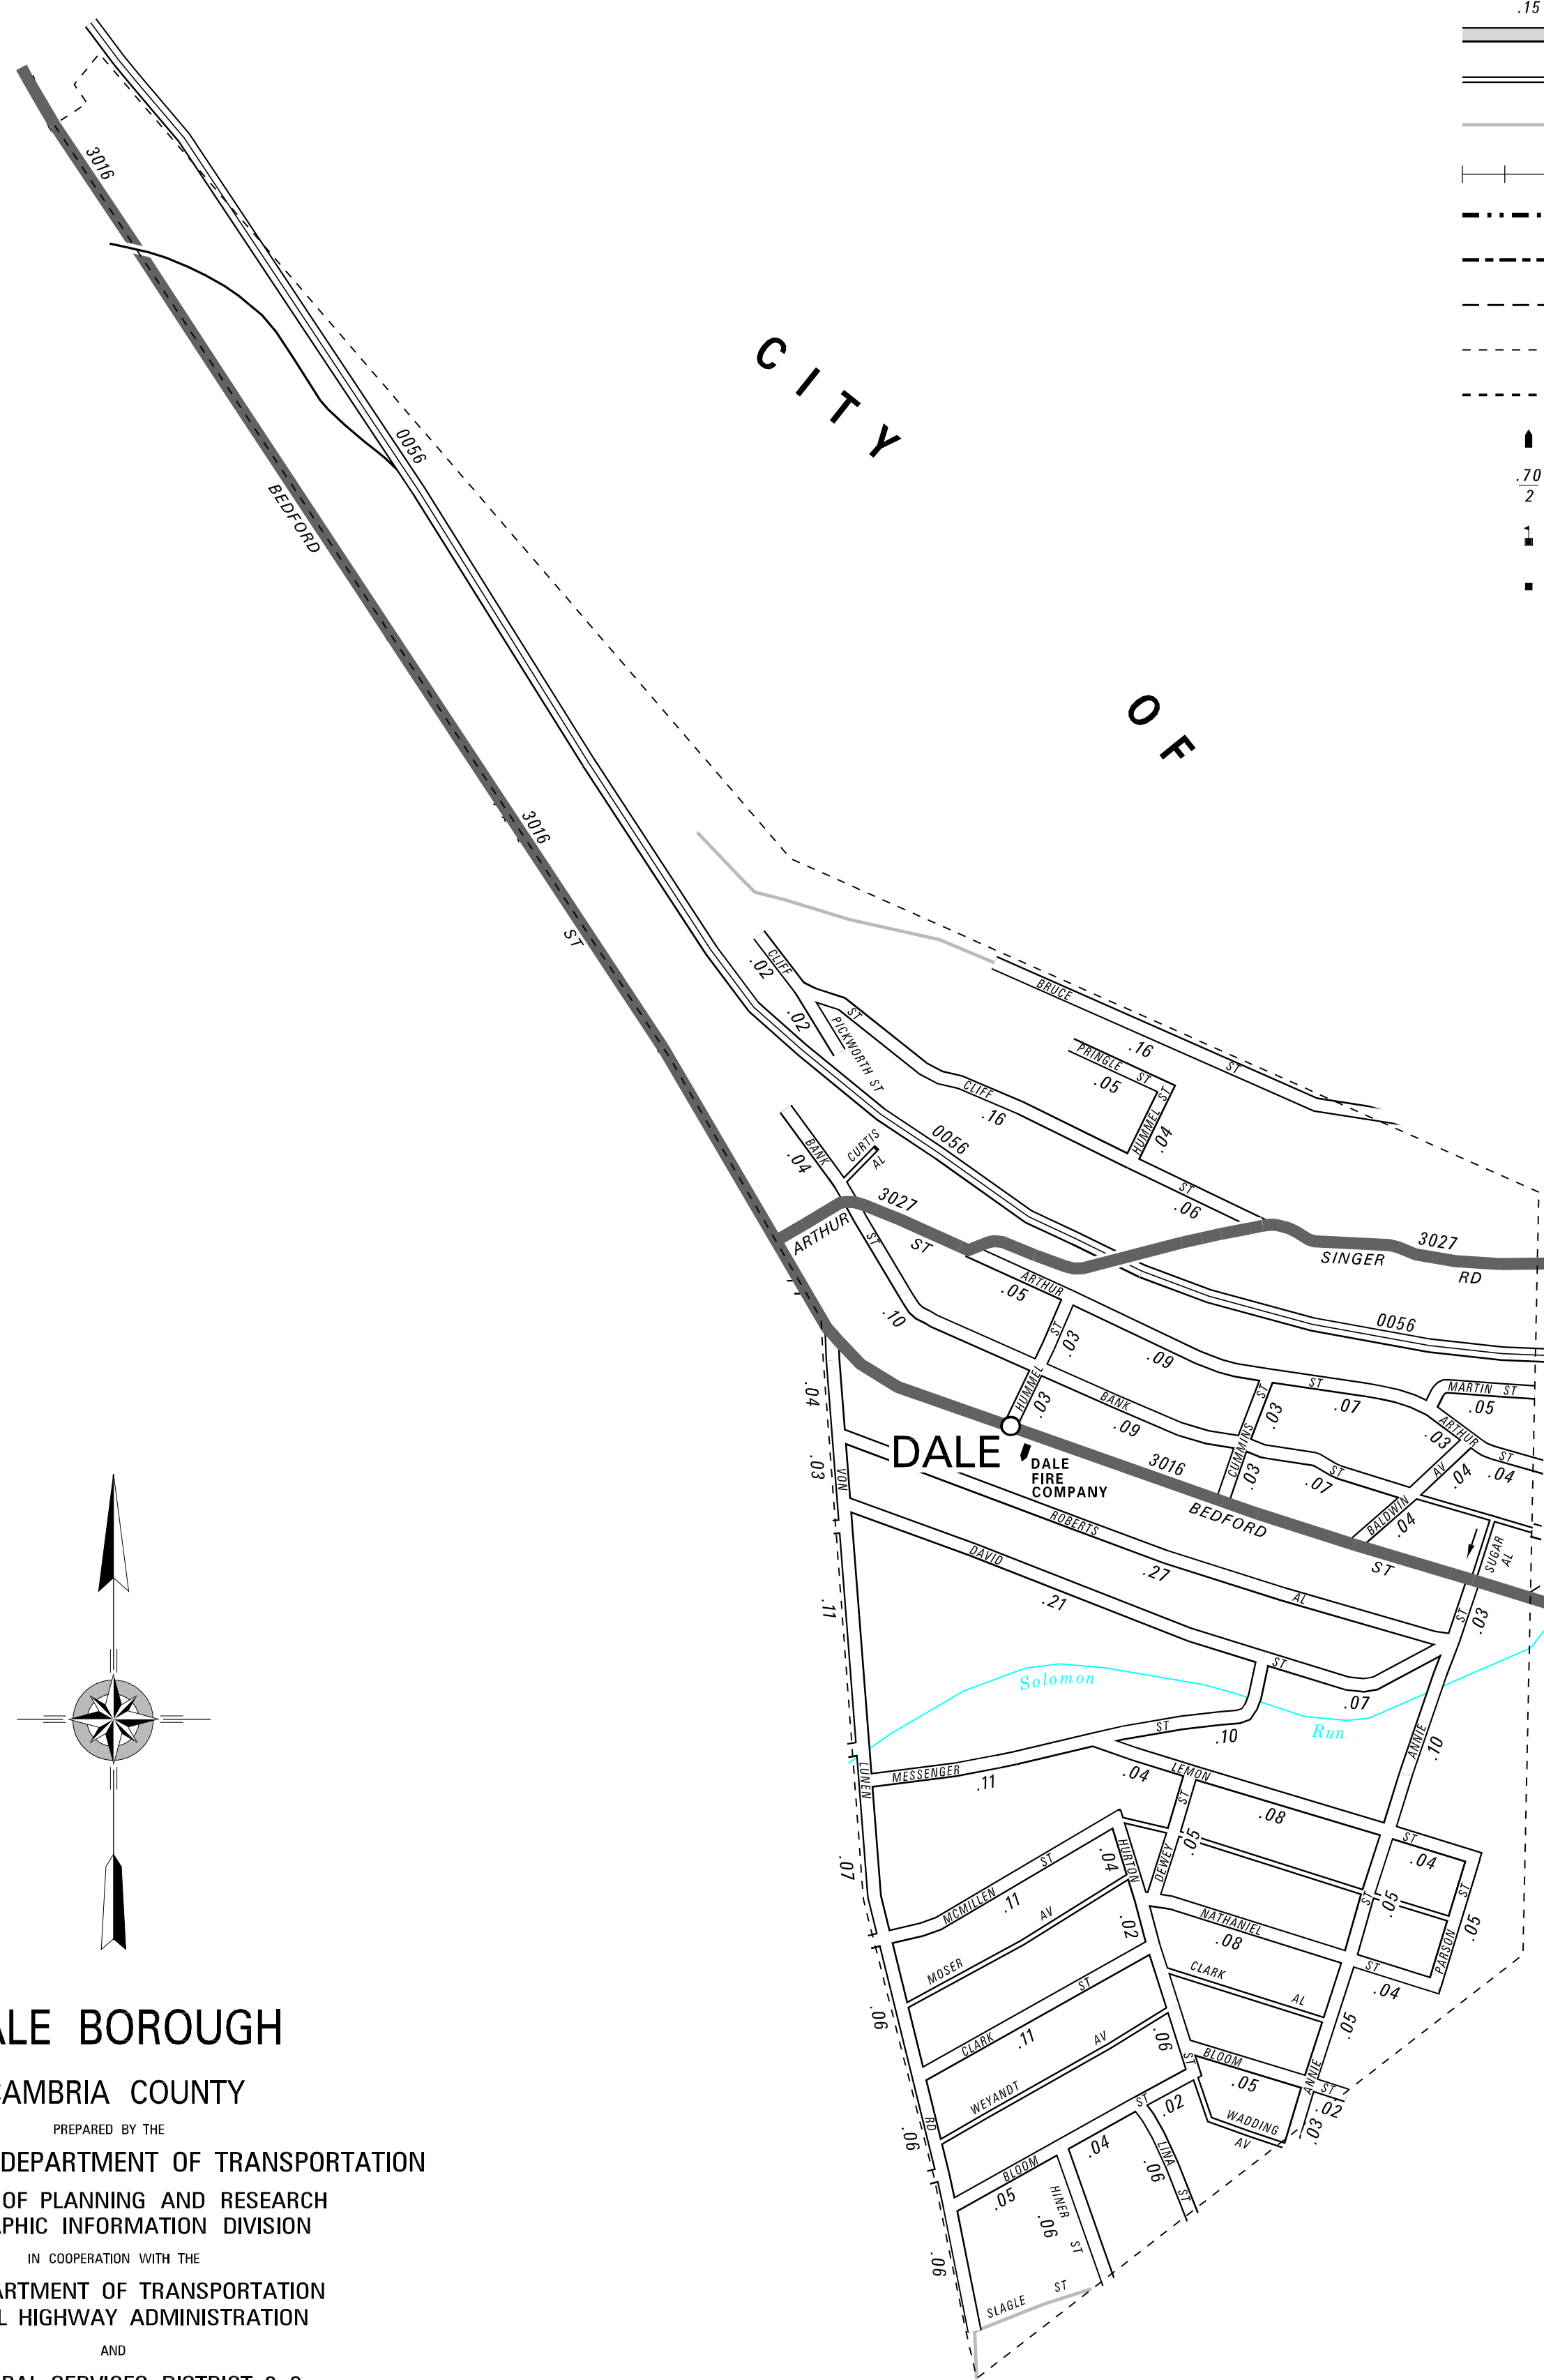 .15
3016
CITY
0056
BEDFORD
.70
2
OF
3016
ST
CLIFF
.02
.02
ST
PICKWORTH ST
BRUCE
.16
ST
PRINGLE ST
.05
HUMMEL ST
.04
CLIFF
.16
ST
.06
0056
BANK
.04
CURTIS
AL
3027
ARTHUR
ST
ST
3027
SINGER
RD
0056
ARTHUR
.05
.10
ST
.03
.09
HUMMEL
.03
BANK
.09
ST
.07
ST
.03
MARTIN ST
.05
ARTHUR
.03
ST
.04
CUMMINS
.03
ST
.07
AV
.04
BALDWIN
.04
.04
.03
VON
DALE
DALE
FIRE
COMPANY
3016
BEDFORD
ST
SUGAR
AL
ROBERTS
.27
AL
DAVID
.21
ST
.07
ST
.03
.11
Solomon
Run
ANNIE
.10
LUNEN
MESSENGER
.11
ST
.10
.04
LEMON
ST
.08
ST
.04
HURTON
.04
DEWEY
.05
ST
.05
ST
.05
PARSON
MCMILLEN
ST
.11
.07
MOSER
AV
.02
NATHANIEL
.08
ST
.04
CLARK
AL
.05
CLARK
ST
.11
.06
WEYANDT
AV
.06
ST
BLOOM
.05
ANNIE
ST
.02
.03
WADDING
AV
RD
.06
BLOOM
.05
ST
.02
.04
LINA
.06
ST
HINER
.06
ST
.06
SLAGLE
ST
ALE BOROUGH
CAMBRIA COUNTY
PREPARED BY THE
DEPARTMENT OF TRANSPORTATION
OF PLANNING AND RESEARCH
PHIC INFORMATION DIVISION
IN COOPERATION WITH THE
ARTMENT OF TRANSPORTATION
L HIGHWAY ADMINISTRATION
AND